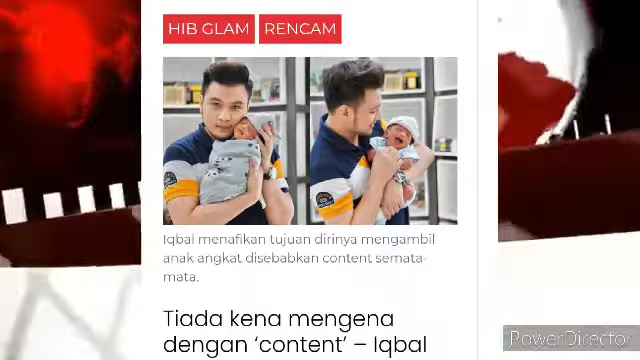 HIB GLAM RENCAM
Iqbal menafikan tujuan dirinya mengambil
anak angkat disebabkan content semata-
mata.
Tiada kena mengena
dengan ‘content’ – Iqbal
PowerDirector